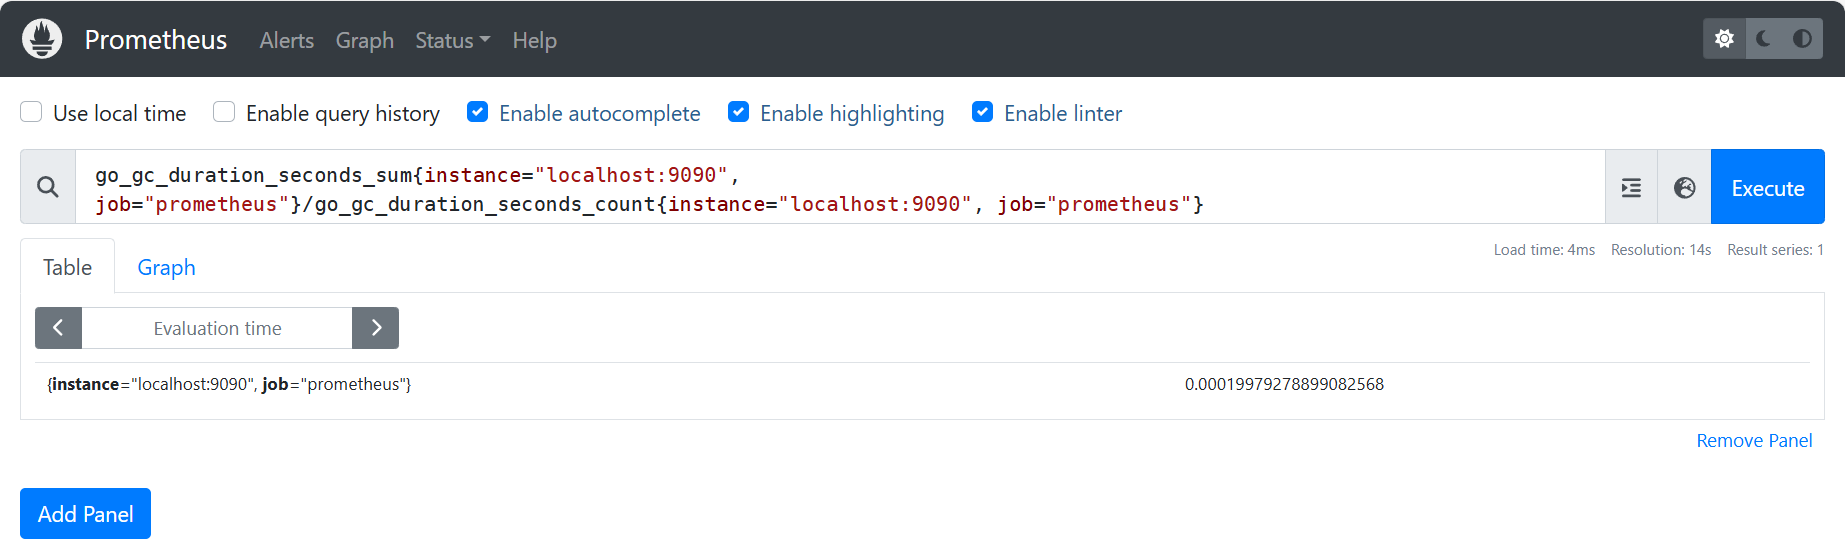 Prometheus Alerts Graph Status Help
Use local time Enable query history Enable autocomplete Enable highlighting Enable linter
go_gc_duration_seconds_sum{instance="localhost:9090",
job="prometheus"}/go_gc_duration_seconds_count{instance="localhost:9090", job="prometheus"}
Execute
Load time: 4ms Resolution: 14s Result series: 1
Table Graph
Evaluation time
{instance="localhost:9090", job="prometheus"} 0.00019979278899082568
Remove Panel
Add Panel